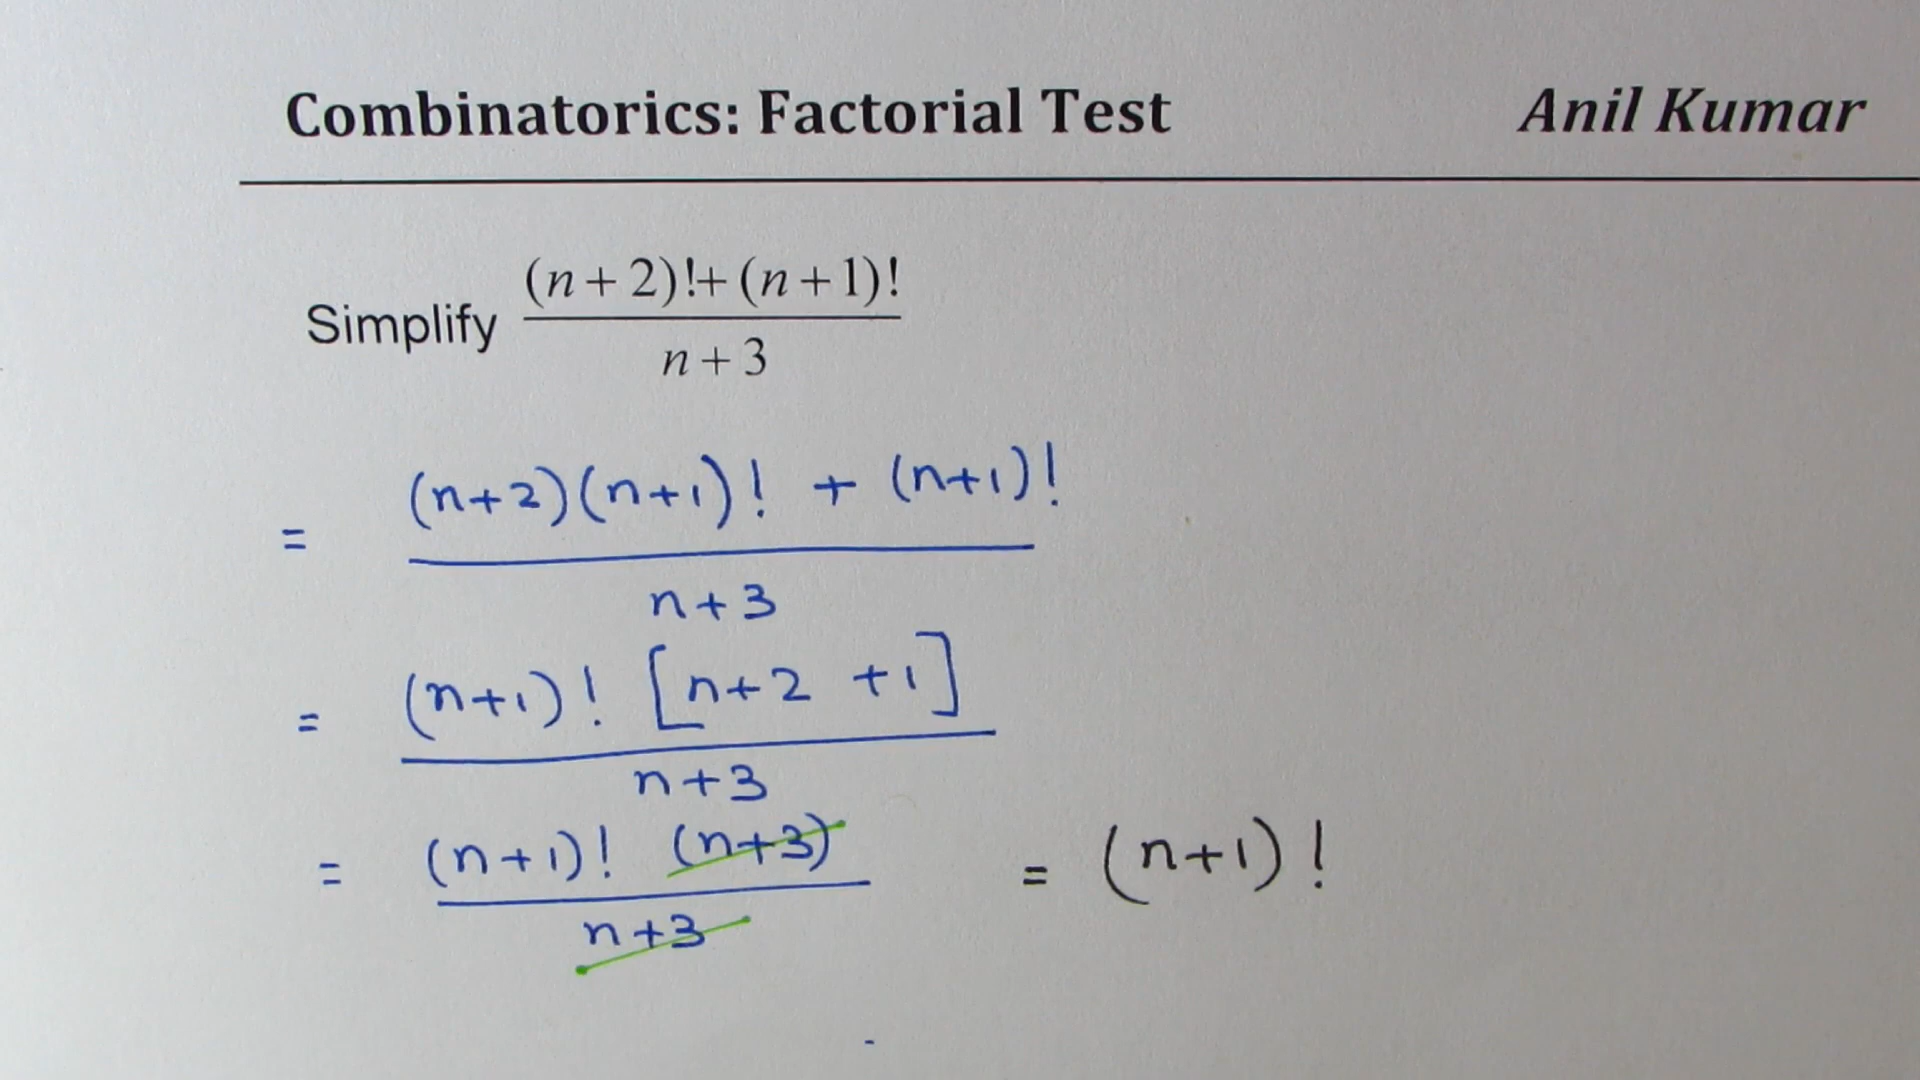 Combinatorics: Factorial Test Anil Kumar
Simplify (n+2)!+(n+1)!
n+3
= (n+2)(n+1)! + (n+1)!
n+3
= (n+1)! [n+2 +1]
n+3
= (n+1)! (n+3) = (n+1)!
n+3